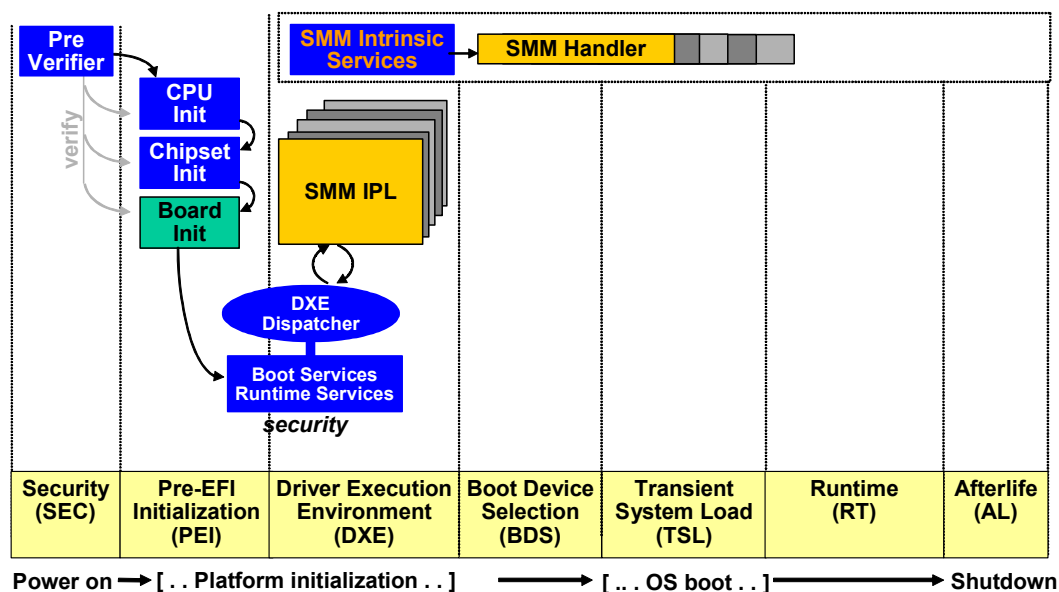 Pre
Verifier
SMM Intrinsic
Services
SMM Handler
CPU
Init
verify
Chipset
Init
SMM IPL
Board
Init
DXE
Dispatcher
Boot Services
Runtime Services
security
Security
(SEC)
Pre-EFI
Initialization
(PEI)
Driver Execution
Environment
(DXE)
Boot Device
Selection
(BDS)
Transient
System Load
(TSL)
Runtime
(RT)
Afterlife
(AL)
Power on [ . . Platform initialization . . ] [ .. . OS boot . . ] Shutdown